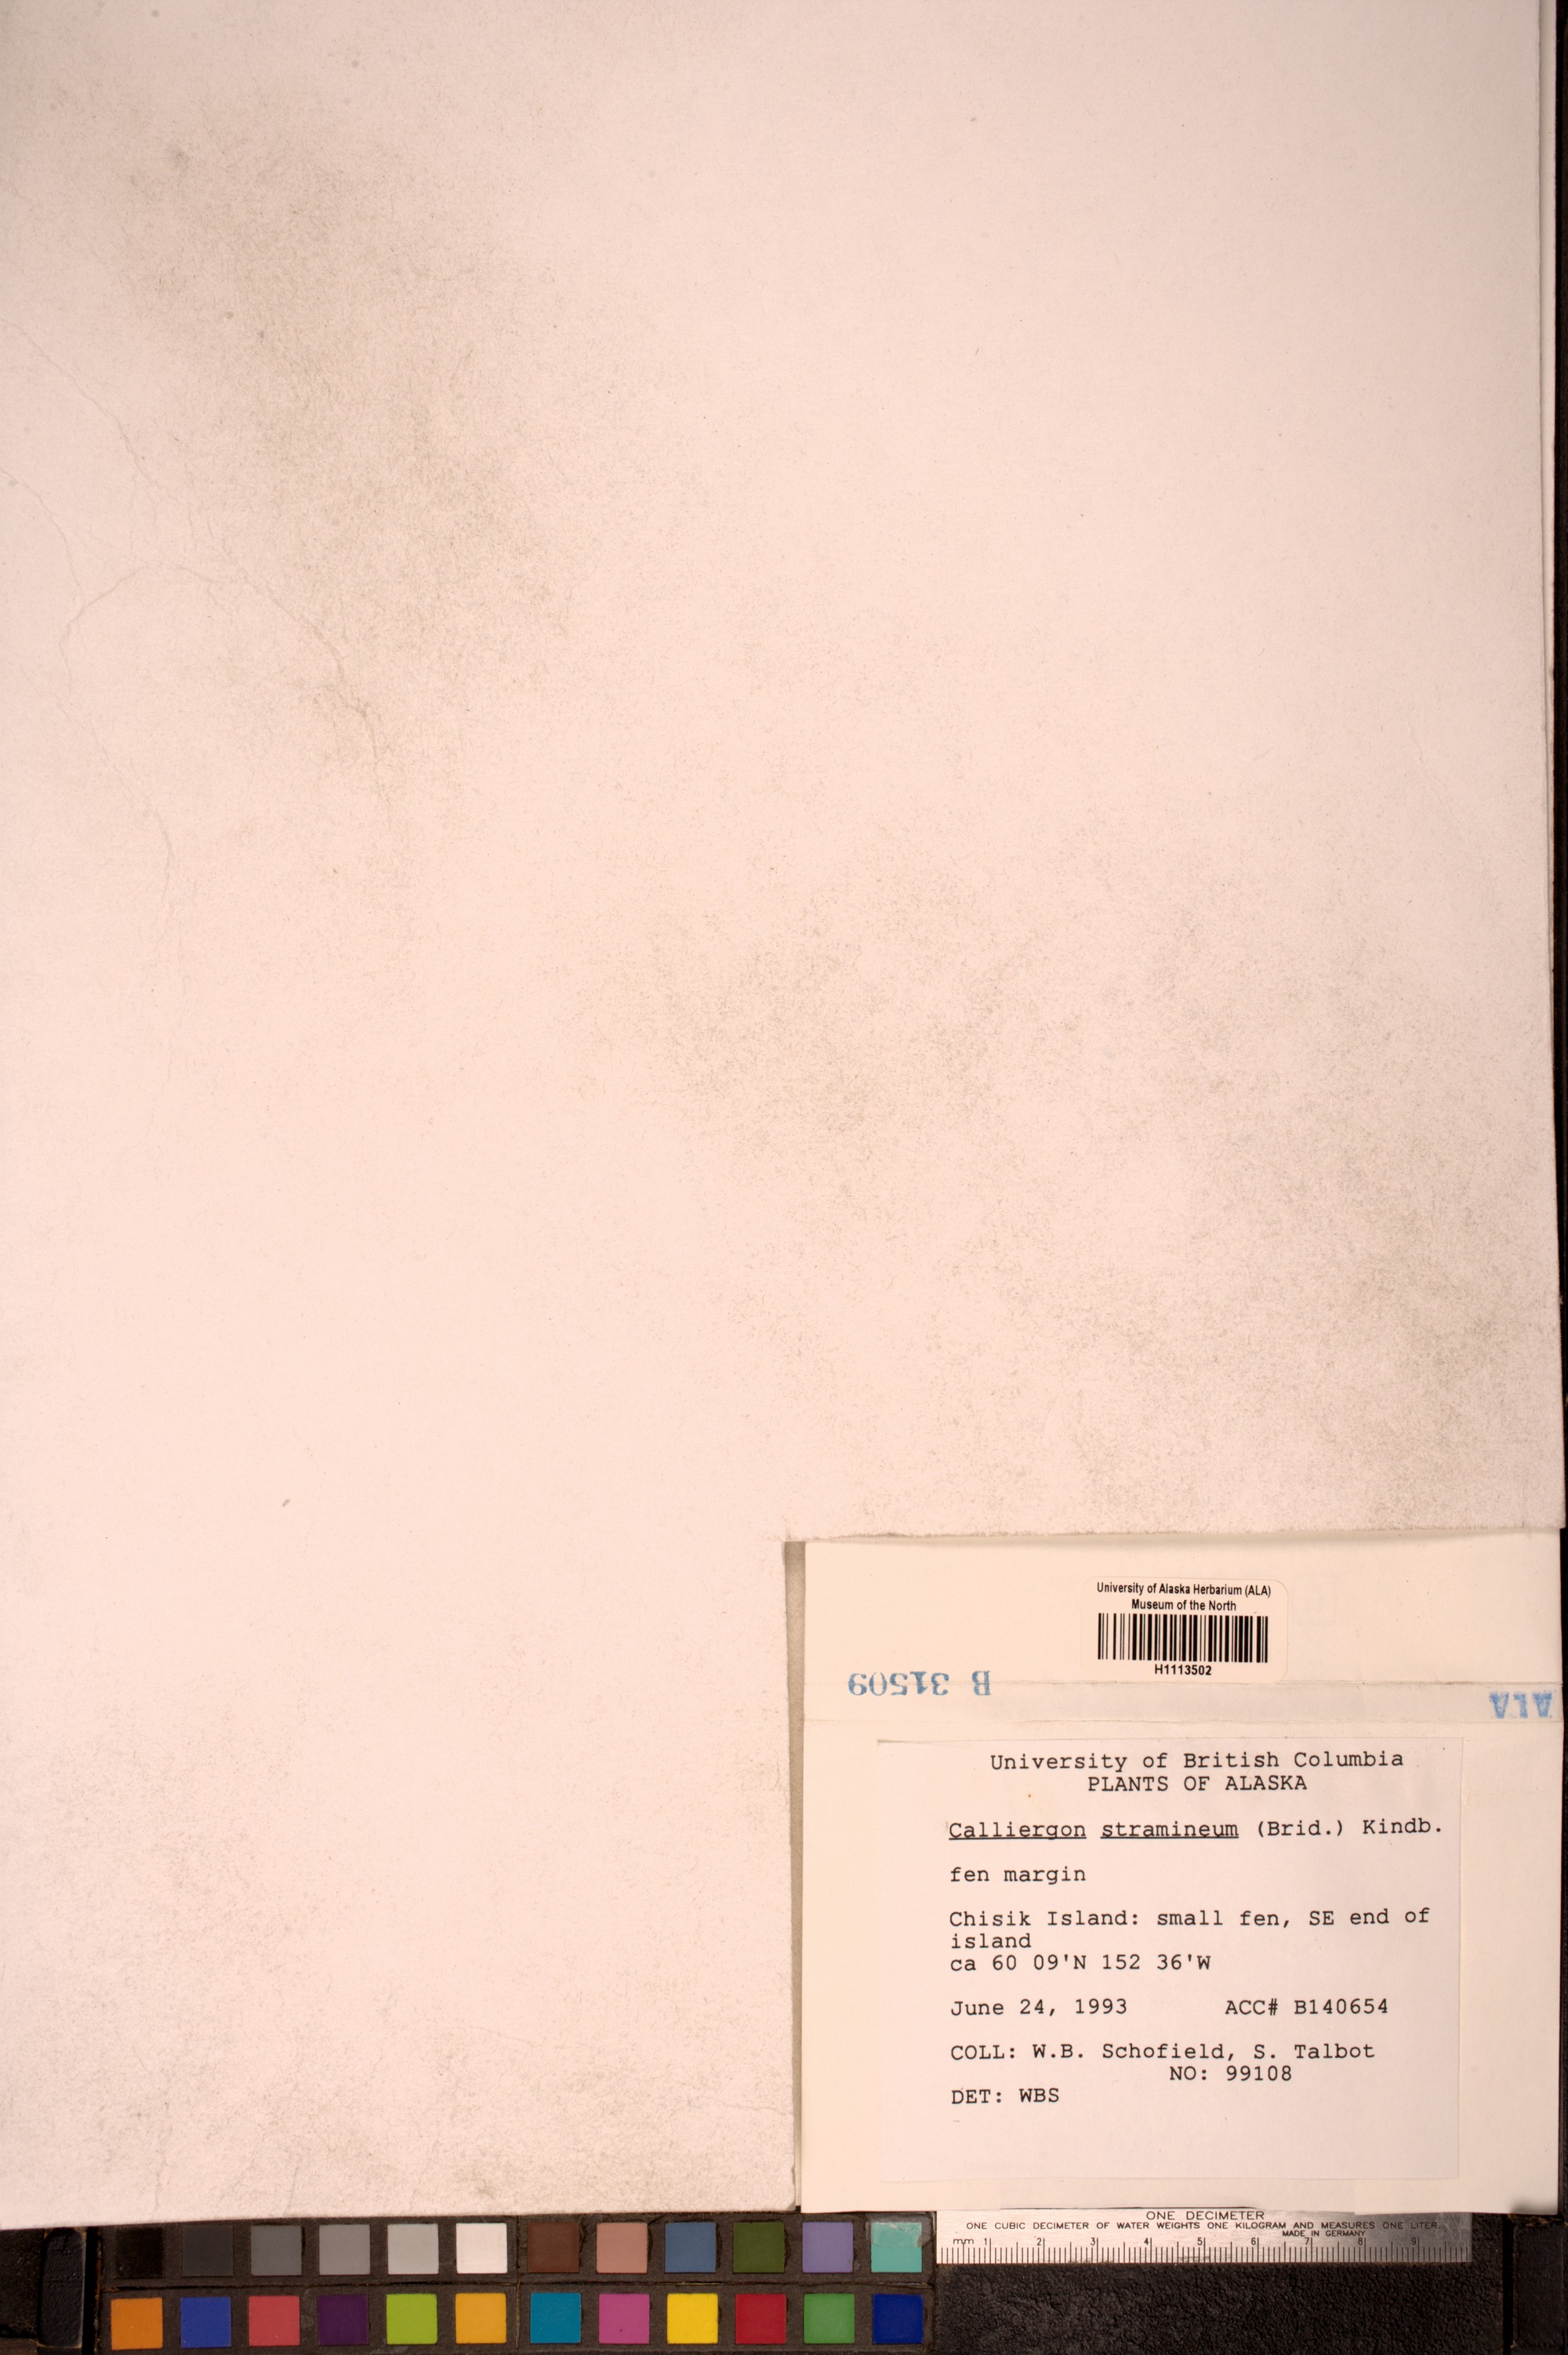 University of Alaska Herbarium (ALA)
Museum of the North
H1113502
B 31509
ALA
University of British Columbia
PLANTS OF ALASKA
Calliergon stramineum (Brid.) Kindb.
fen margin
Chisik Island: small fen, SE end of
island
ca 60 09'N 152 36'W
June 24, 1993 ACC# B140654
COLL: W.B. Schofield, S. Talbot
NO: 99108
DET: WBS
ONE DECIMETER
ONE CUBIC DECIMETER OF WATER WEIGHTS ONE KILOGRAM AND MEASURES ONE LITER.
MADE IN GERMANY
mm 1 2 3 4 5 6 7 8 9